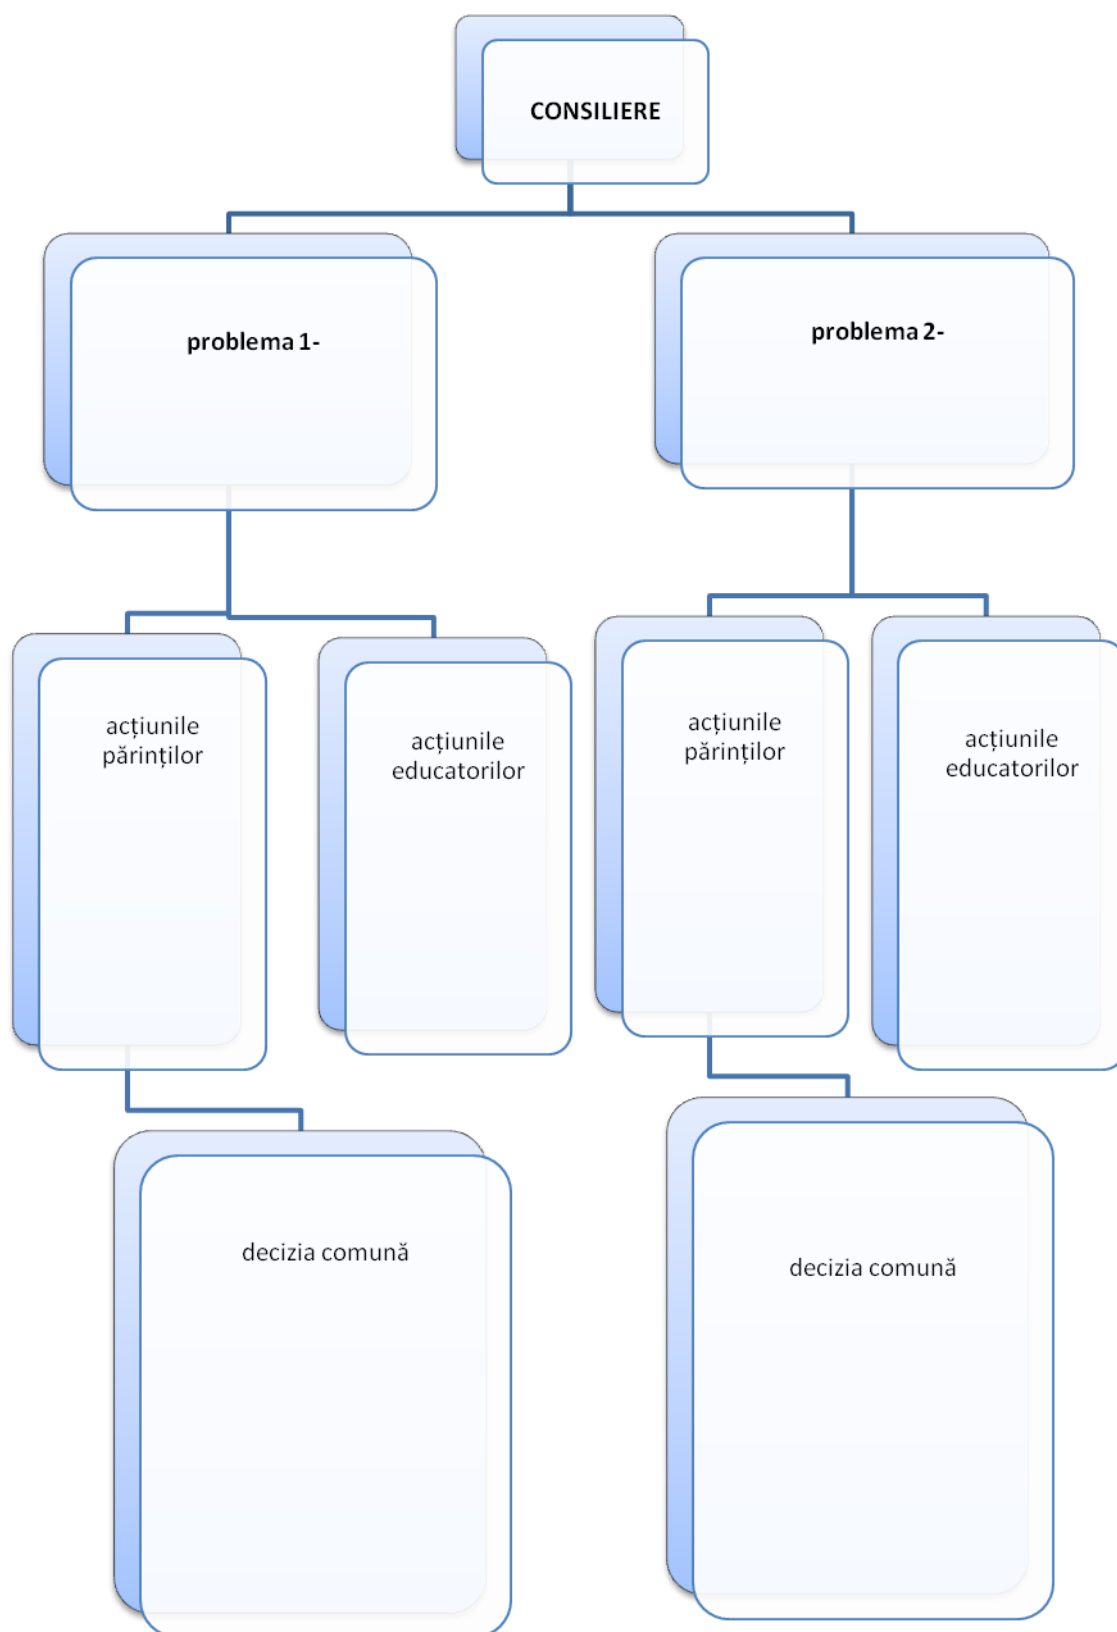 CONSILIERE
problema 1-
problema 2-
acțiunile
părinților
acțiunile
educatorilor
acțiunile
părinților
acțiunile
educatorilor
decizia comună
decizia comună